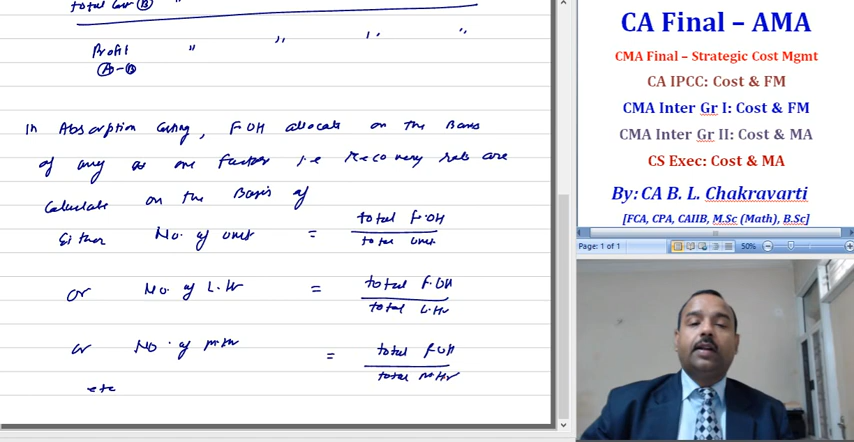 total Cost B "
Profit " " " "
A - B
In Absorption Costing, FOH allocate on the Basis
of any as one factor i.e Recovery rate are
Calculate on the Basis of
Either No. of unit = total F.OH / total unit
or No. of L.Hr = total F.OH / total L.Hr
or No. of M.Hr = total FOH / total M.Hr
etc
CA Final – AMA
CMA Final – Strategic Cost Mgmt
CA IPCC: Cost & FM
CMA Inter Gr I: Cost & FM
CMA Inter Gr II: Cost & MA
CS Exec: Cost & MA
By: CA B. L. Chakravarti
[FCA, CPA, CAIIB, M.Sc (Math), B.Sc]
Page: 1 of 1 50%